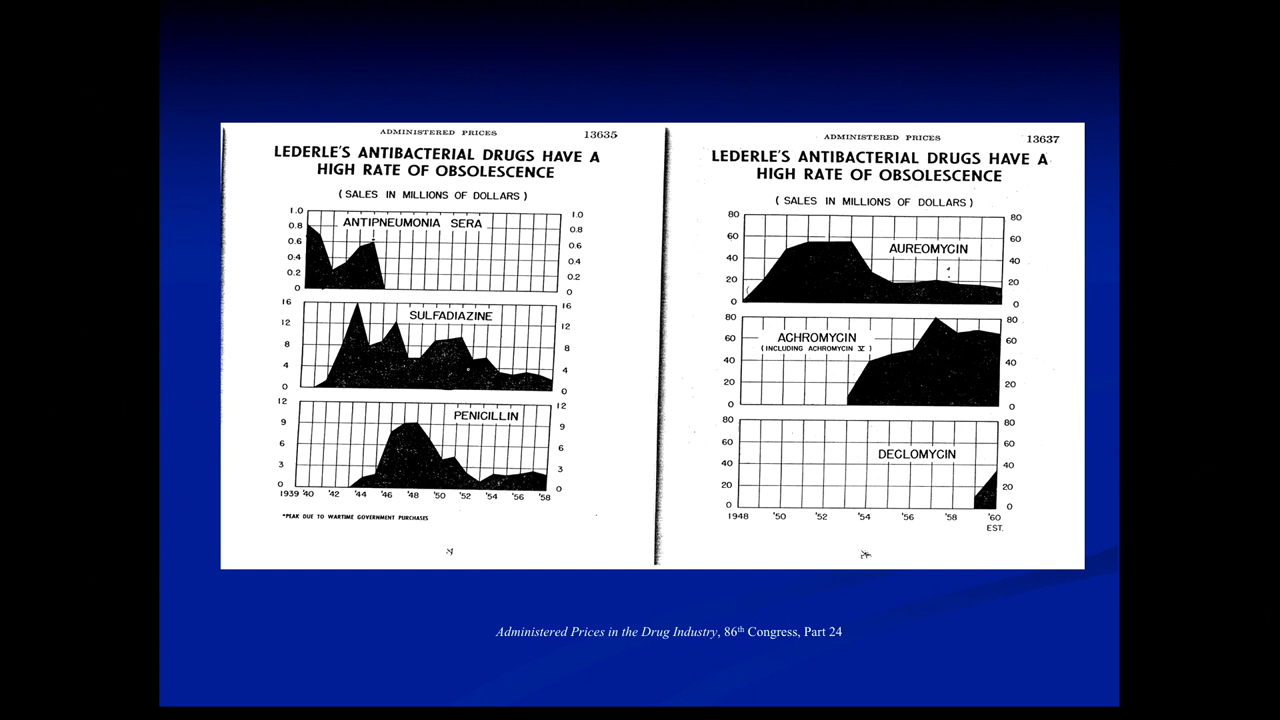 ADMINISTERED PRICES 13635
LEDERLE'S ANTIBACTERIAL DRUGS HAVE A
HIGH RATE OF OBSOLESCENCE
( SALES IN MILLIONS OF DOLLARS )
1.0 1.0
ANTIPNEUMONIA SERA
0.8 0.8
0.6 0.6
0.4 0.4
0.2 0.2
0 0
16 16
SULFADIAZINE
12 12
8 8
4 4
0 0
12 12
PENICILLIN
9 9
6 6
3 3
0 0
1939 '40 '42 '44 '46 '48 '50 '52 '54 '56 '58
*PEAK DUE TO WARTIME GOVERNMENT PURCHASES
ADMINISTERED PRICES 13637
LEDERLE'S ANTIBACTERIAL DRUGS HAVE A
HIGH RATE OF OBSOLESCENCE
( SALES IN MILLIONS OF DOLLARS )
80 80
60 60
AUREOMYCIN
40 40
20 20
0 0
80 80
ACHROMYCIN
60 60
( INCLUDING ACHROMYCIN V )
40 40
20 20
0 0
80 80
60 60
DECLOMYCIN
40 40
20 20
0 0
1948 '50 '52 '54 '56 '58 '60
EST.
Administered Prices in the Drug Industry, 86th Congress, Part 24